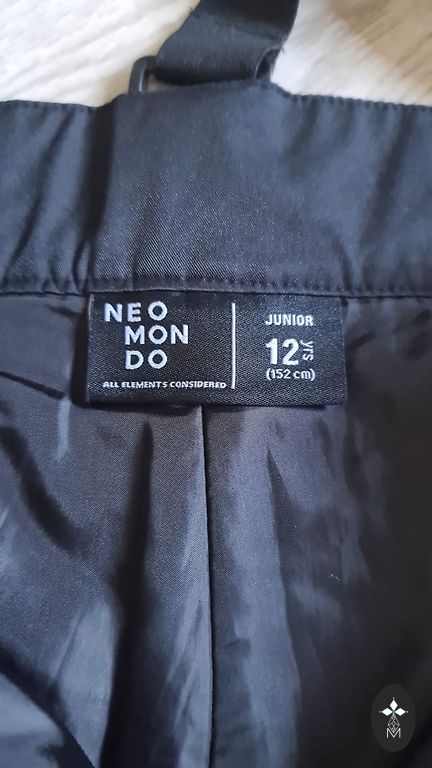 NEO
MON
DO
ALL ELEMENTS CONSIDERED
JUNIOR
12 YRS
(152 cm)
M